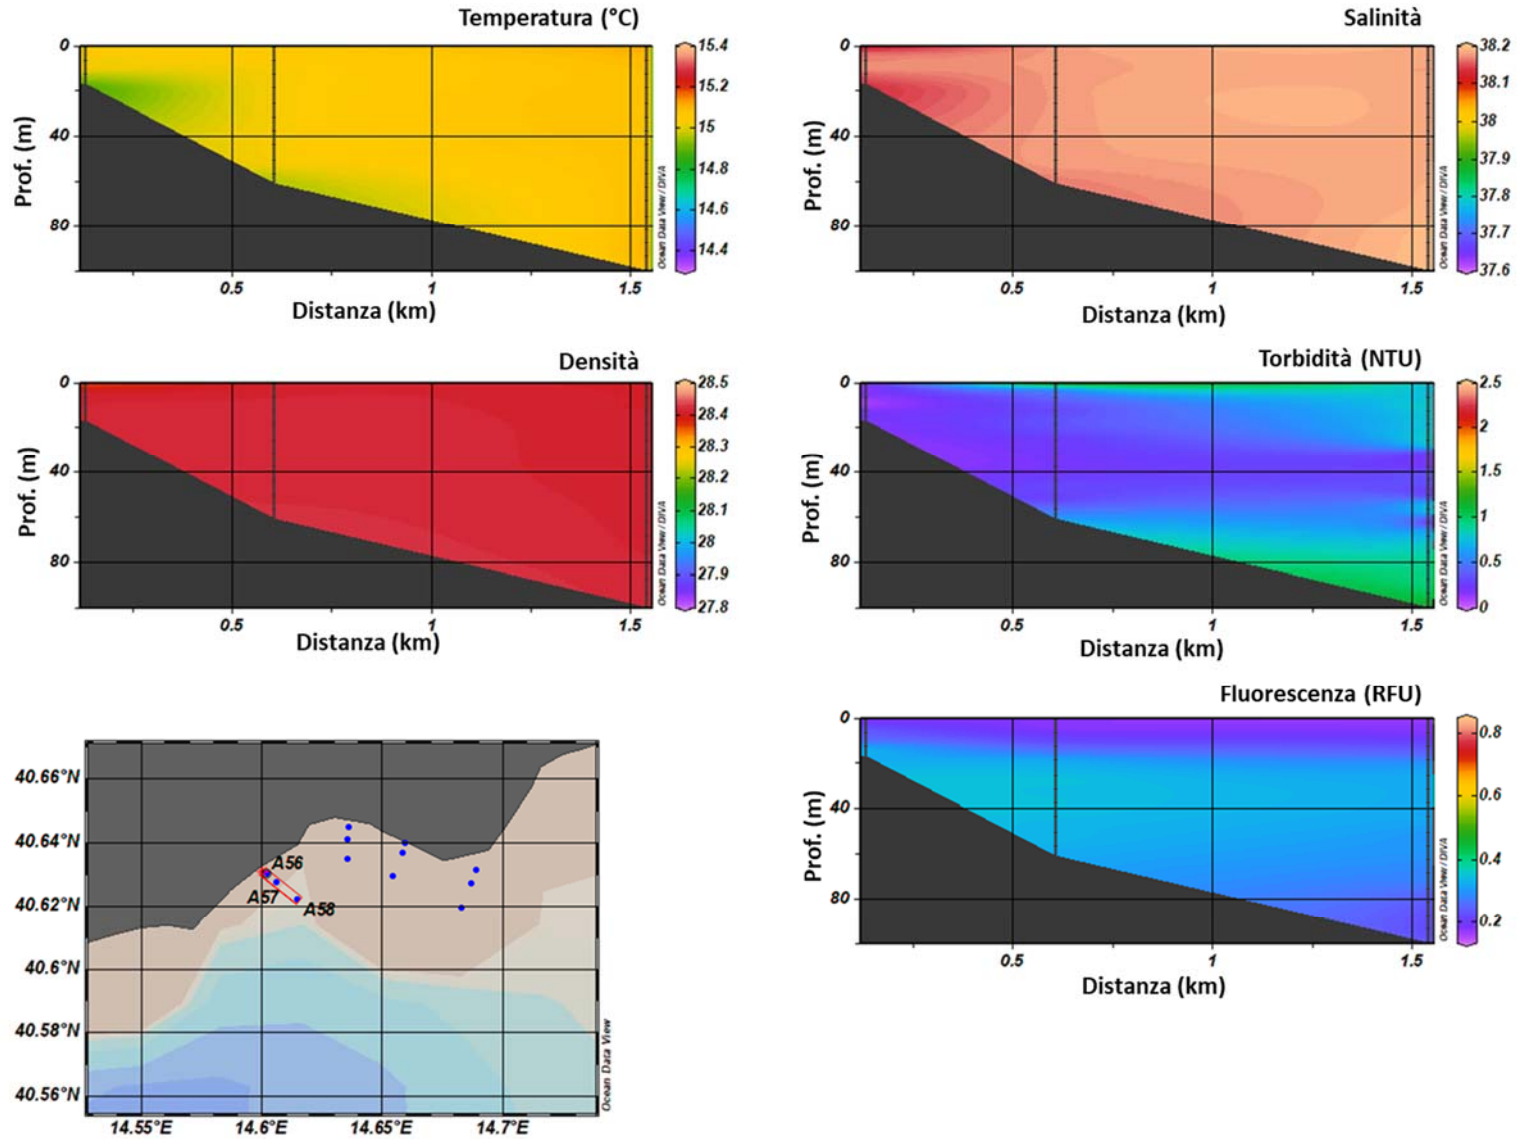 Temperatura (°C)
0
40
80
Prof. (m)
0.5
1
1.5
Distanza (km)
15.4
15.2
15
14.8
14.6
14.4
Ocean Data View / DIVA
Salinità
0
40
80
Prof. (m)
0.5
1
1.5
Distanza (km)
38.2
38.1
38
37.9
37.8
37.7
37.6
Ocean Data View / DIVA
Densità
0
40
80
Prof. (m)
0.5
1
1.5
Distanza (km)
28.5
28.4
28.3
28.2
28.1
28
27.9
27.8
Ocean Data View / DIVA
Torbidità (NTU)
0
40
80
Prof. (m)
0.5
1
1.5
Distanza (km)
2.5
2
1.5
1
0.5
0
Ocean Data View / DIVA
40.66°N
40.64°N
40.62°N
40.6°N
40.58°N
40.56°N
14.55°E
14.6°E
14.65°E
14.7°E
A56
A57
A58
Ocean Data View
Fluorescenza (RFU)
0
40
80
Prof. (m)
0.5
1
1.5
Distanza (km)
0.8
0.6
0.4
0.2
Ocean Data View / DIVA